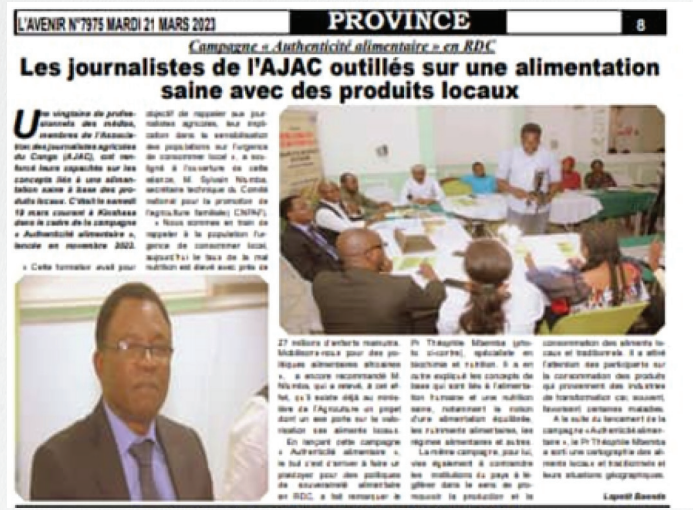 L'AVENIR N°7975 MARDI 21 MARS 2023
PROVINCE
8
Campagne « Authenticité alimentaire » en RDC
Les journalistes de l'AJAC outillés sur une alimentation
saine avec des produits locaux
Une vingtaine de profes-
sionnels des médias,
membres de l'Associa-
tion des journalistes agricoles
du Congo (AJAC), ont ren-
forcé leurs capacités sur les
concepts liés à une alimen-
tation saine à base des pro-
duits locaux. C'était le samedi
18 mars courant à Kinshasa
dans le cadre de la campagne
« Authenticité alimentaire »,
lancée en novembre 2022.
« Cette formation avait pour
objectif de rappeler aux jour-
nalistes agricoles, leur impli-
cation dans la sensibilisation
des populations sur l'urgence
de consommer local », a sou-
ligné à l'ouverture de cette
séance, M. Sylvain Ntumba,
secrétaire technique du Comité
national pour la promotion de
l'agriculture familiale( CNPAF).
« Nous sommes en train de
rappeler à la population l'ur-
gence de consommer local,
aujourd'hui le taux de la mal
nutrition est élevé avec près de
27 millions d'enfants
Mobilisons-nous pour des po-
litiques alimentaires africaines
», a encore recommandé M.
Ntumba, qui a relevé, à cet ef-
fet, qu'il existe déjà au minis-
tère de l'Agriculture un projet
dont un axe porte sur la valo-
risation des aliments locaux.
En lançant cette campagne
« Authenticité alimentaire »,
le but c'est d'arriver à faire un
plaidoyer pour des politiques
de souveraineté alimentaire
en RDC, a fait remarquer le
Pr Théophile Mbemba (pho-
to ci-contre), spécialiste en
biochimie et nutrition. Il a en
outre expliqué les concepts de
base qui sont liés à l'alimenta-
tion humaine et une nutrition
saine, notamment la notion
d'une alimentation équilibrée,
les nutriments alimentaires, les
régimes alimentaires et autres.
La même campagne, pour lui,
vise également à contraindre
les institutions du pays à lé-
giférer dans le sens de pro-
mouvoir la production et la
consommation des aliments lo-
caux et traditionnels. Il a attiré
l'attention des participants sur
la consommation des produits
qui proviennent des industries
de transformation car, souvent,
favorisent certaines maladies.
A la suite du lancement de la
campagne «Authenticité alimen-
taire », le Pr Théophile Mbemba
a sorti une cartographie des ali-
ments locaux et traditionnels et
leurs situations géographiques.